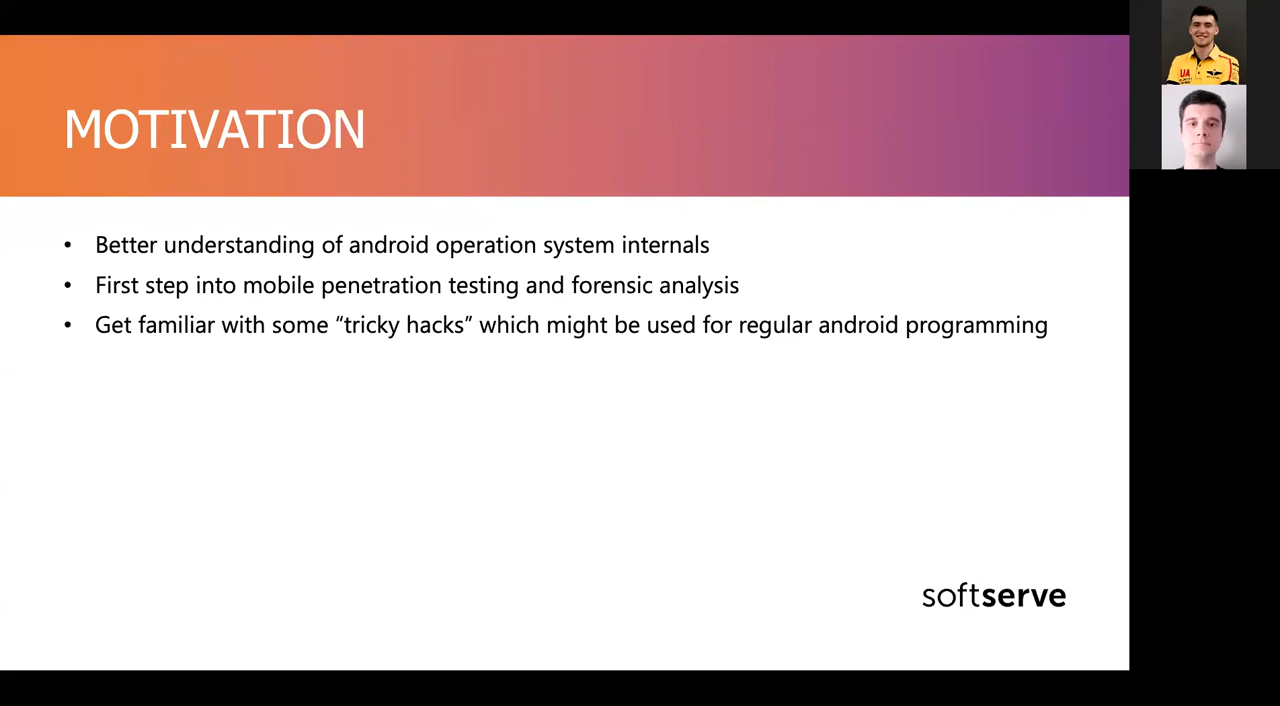 MOTIVATION
• Better understanding of android operation system internals
• First step into mobile penetration testing and forensic analysis
• Get familiar with some “tricky hacks” which might be used for regular android programming
softserve
UA